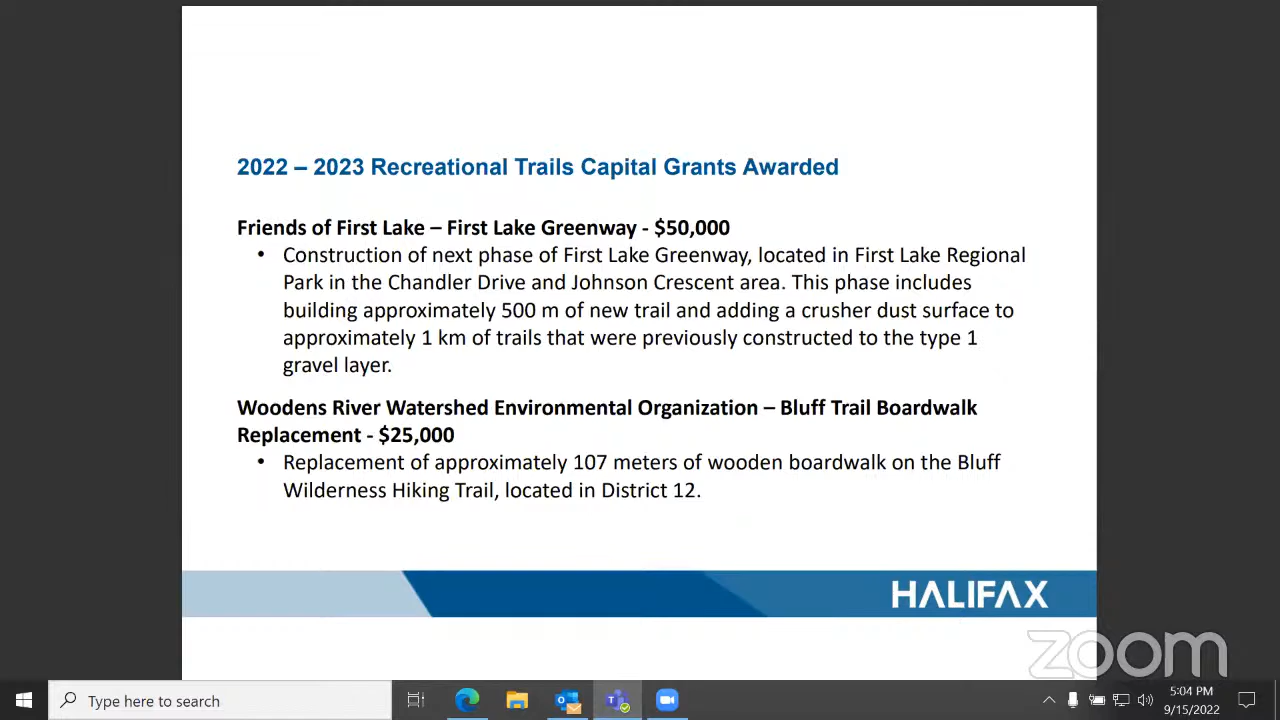 2022 – 2023 Recreational Trails Capital Grants Awarded
Friends of First Lake – First Lake Greenway - $50,000
• Construction of next phase of First Lake Greenway, located in First Lake Regional
Park in the Chandler Drive and Johnson Crescent area. This phase includes
building approximately 500 m of new trail and adding a crusher dust surface to
approximately 1 km of trails that were previously constructed to the type 1
gravel layer.
Woodens River Watershed Environmental Organization – Bluff Trail Boardwalk
Replacement - $25,000
• Replacement of approximately 107 meters of wooden boardwalk on the Bluff
Wilderness Hiking Trail, located in District 12.
HALIFAX
zoom
Type here to search
5:04 PM
9/15/2022